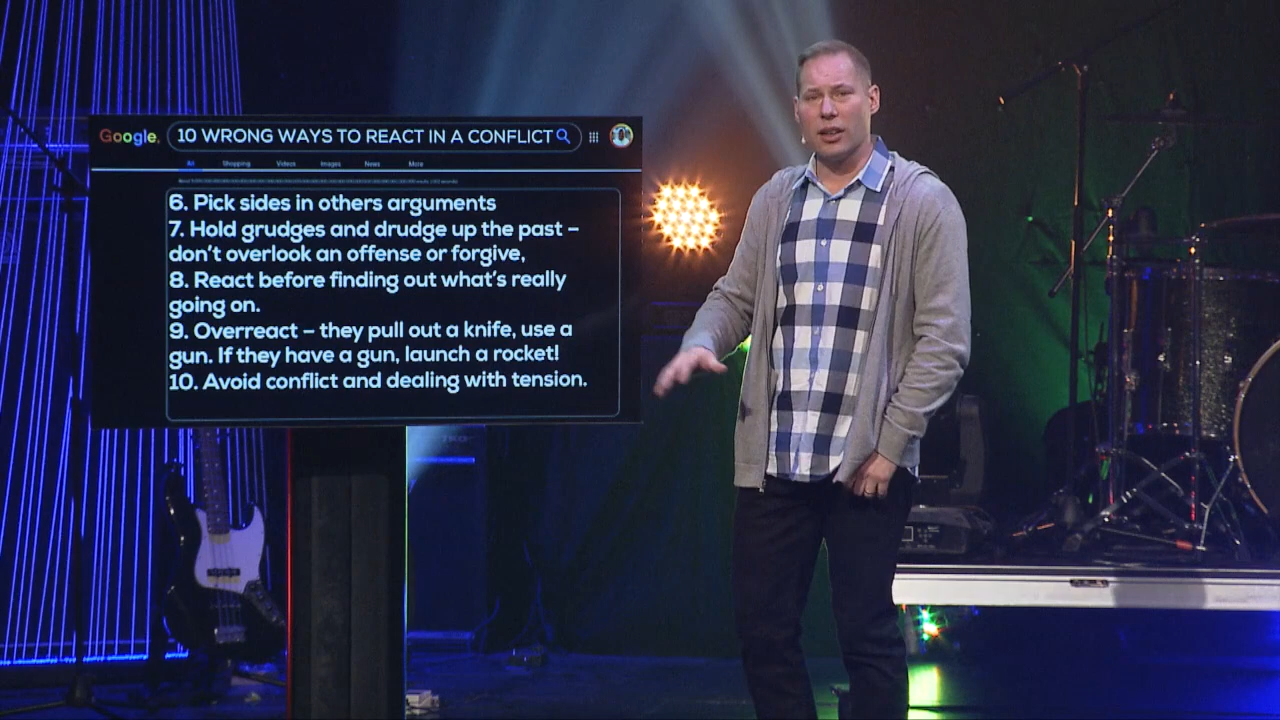 Google.
10 WRONG WAYS TO REACT IN A CONFLICT
All Shopping Videos Images News More
6. Pick sides in others arguments
7. Hold grudges and drudge up the past –
don't overlook an offense or forgive,
8. React before finding out what's really
going on.
9. Overreact – they pull out a knife, use a
gun. If they have a gun, launch a rocket!
10. Avoid conflict and dealing with tension.